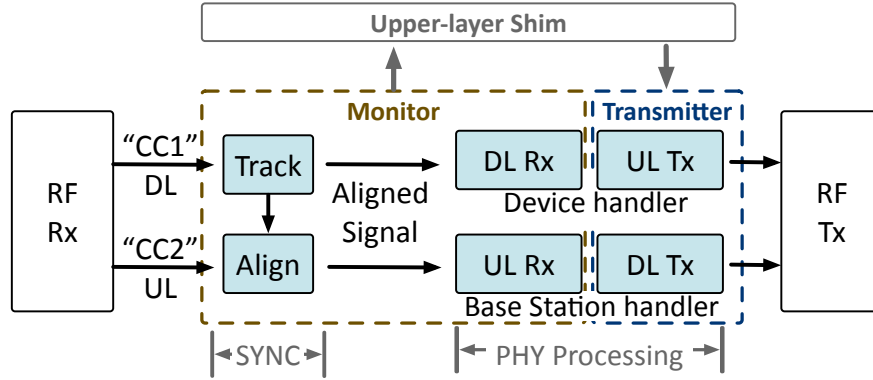 Upper-layer Shim
Monitor
Transmitter
RF
Rx
“CC1”
DL
“CC2”
UL
Track
Align
Aligned
Signal
DL Rx
UL Tx
Device handler
UL Rx
DL Tx
Base Station handler
RF
Tx
SYNC
PHY Processing